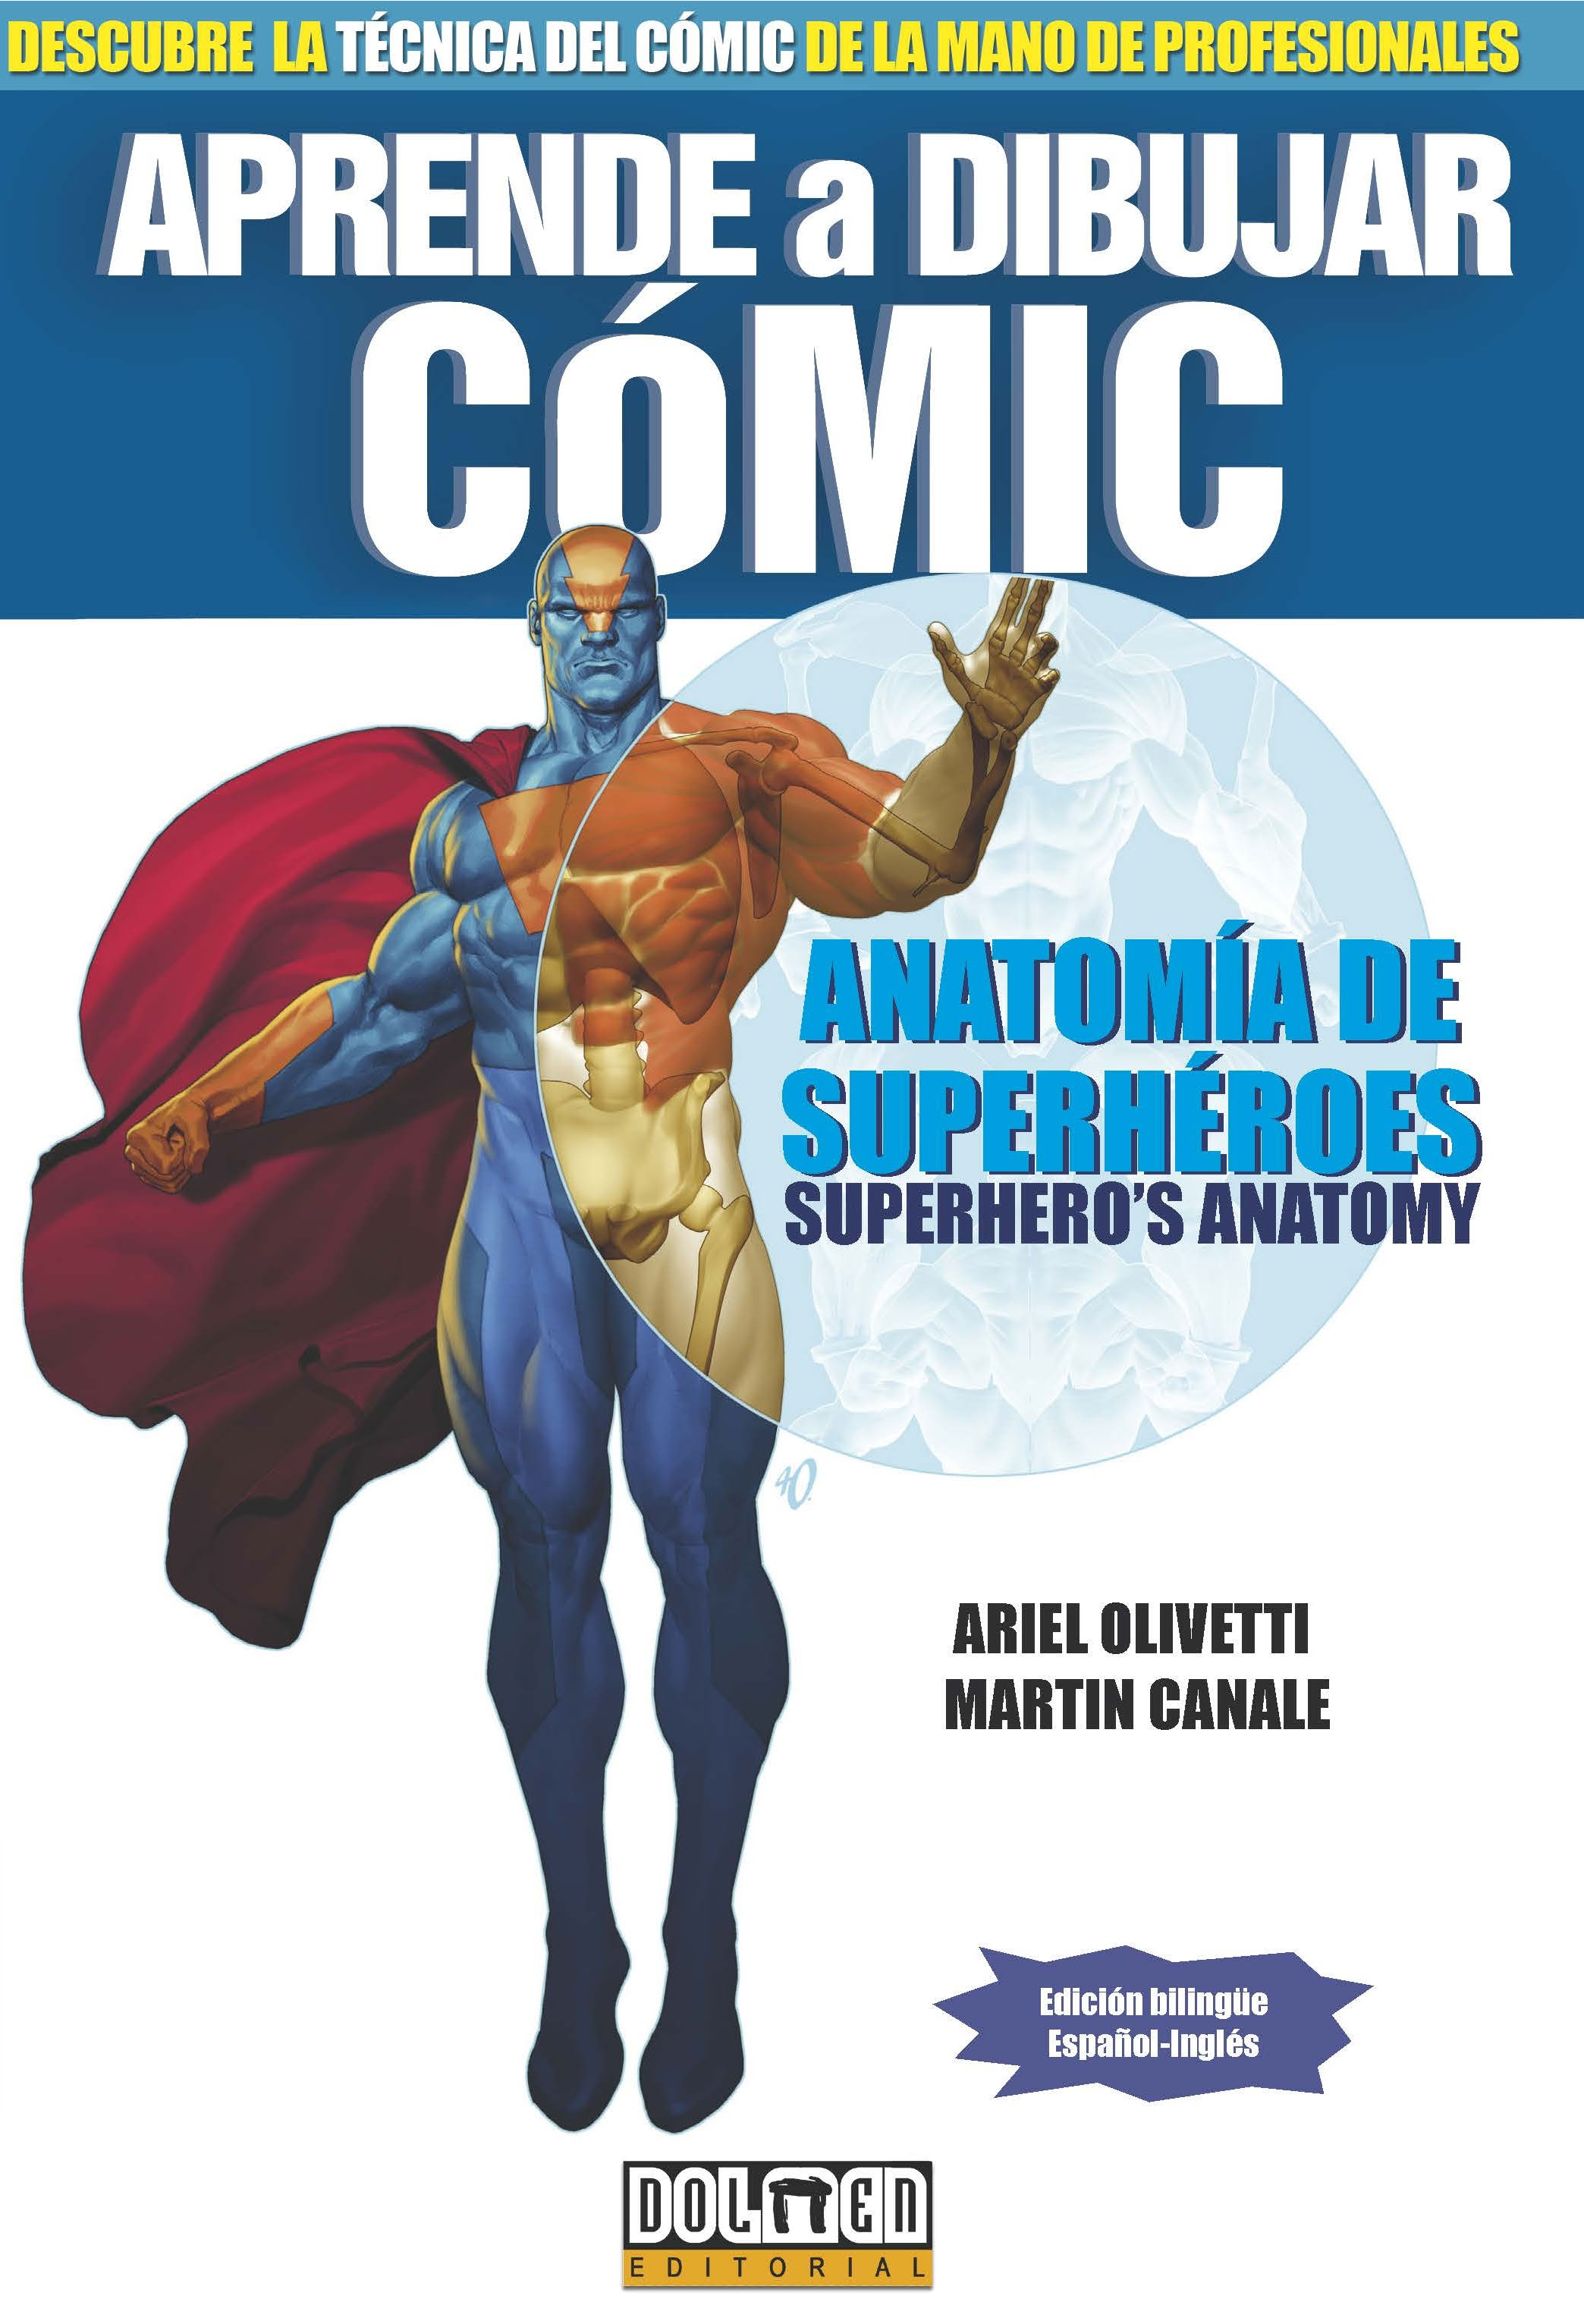 DESCUBRE LA TÉCNICA DEL CÓMIC DE LA MANO DE PROFESIONALES
APRENDE a DIBUJAR
CÓMIC
ANATOMÍA DE
SUPERHÉROES
SUPERHERO'S ANATOMY
ARIEL OLIVETTI
MARTIN CANALE
Edición bilingüe
Español-Inglés
DOLMEN
EDITORIAL